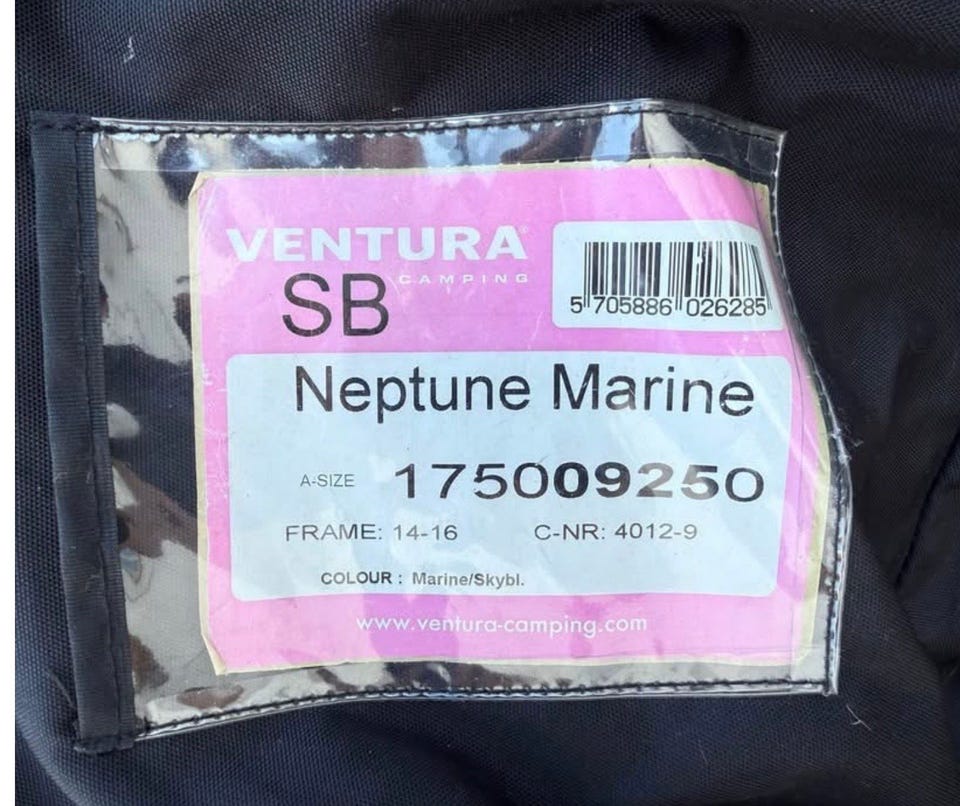 VENTURA®
CAMPING
SB
5 705886 026285
Neptune Marine
A-SIZE 175009250
FRAME: 14-16 C-NR: 4012-9
COLOUR : Marine/Skybl.
www.ventura-camping.com